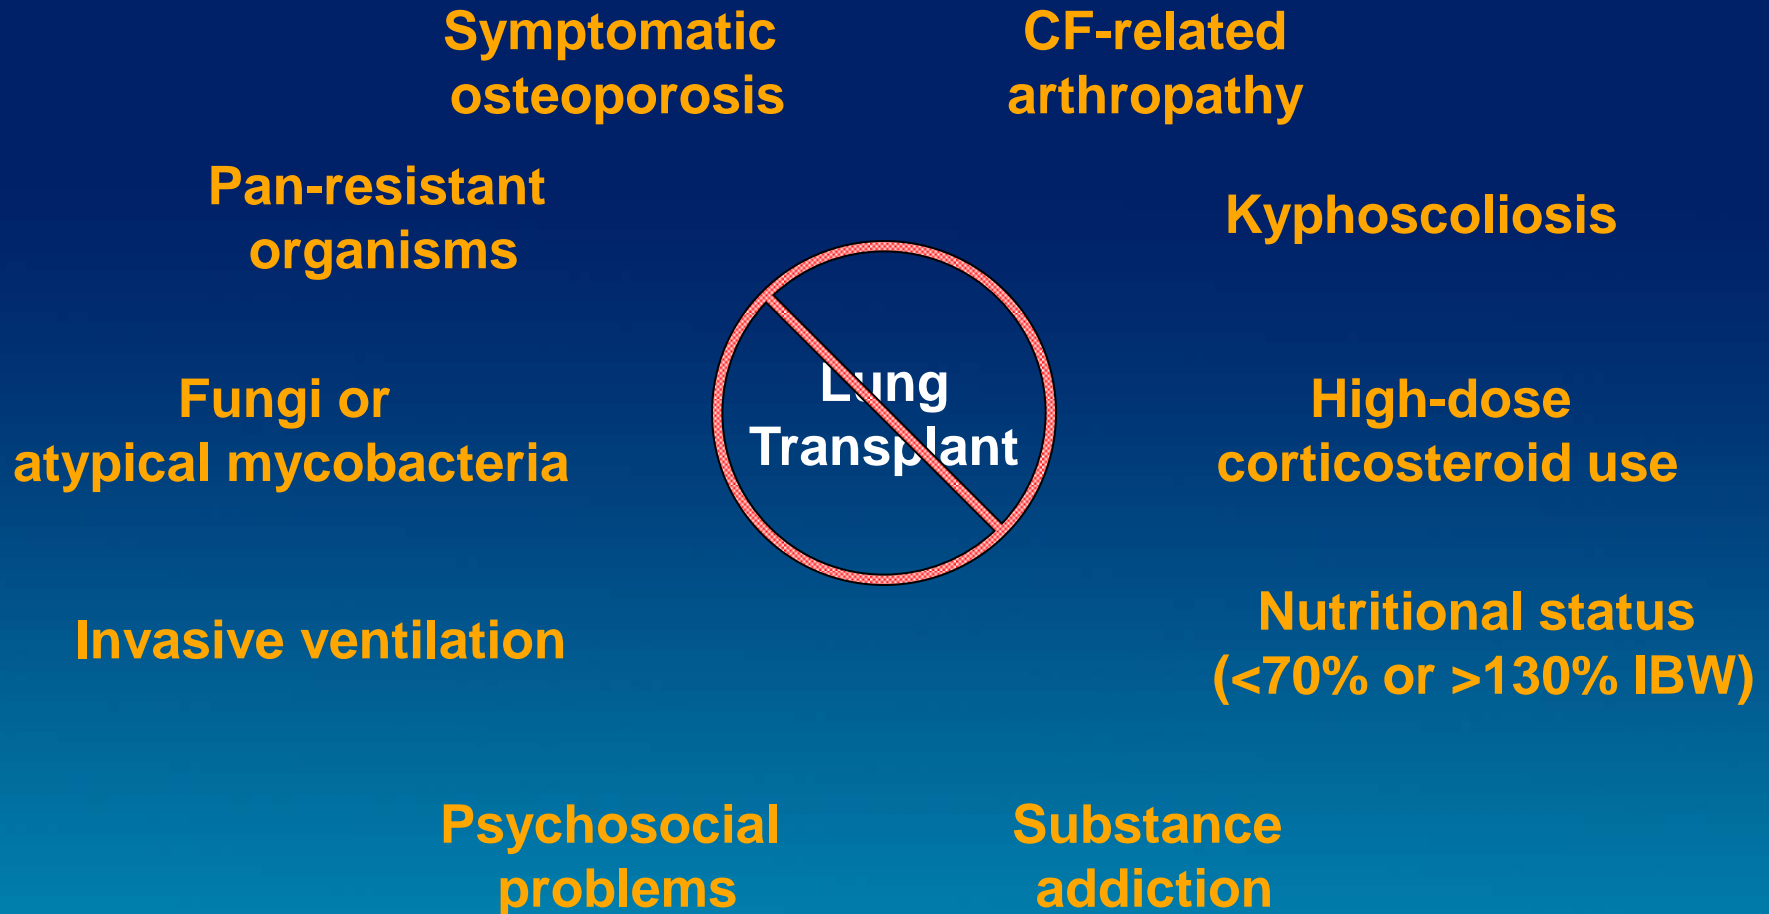 Symptomatic
osteoporosis
CF-related
arthropathy
Pan-resistant
organisms
Kyphoscoliosis
Fungi or
atypical mycobacteria
Lung
Transplant
High-dose
corticosteroid use
Invasive ventilation
Nutritional status
(<70% or >130% IBW)
Psychosocial
problems
Substance
addiction